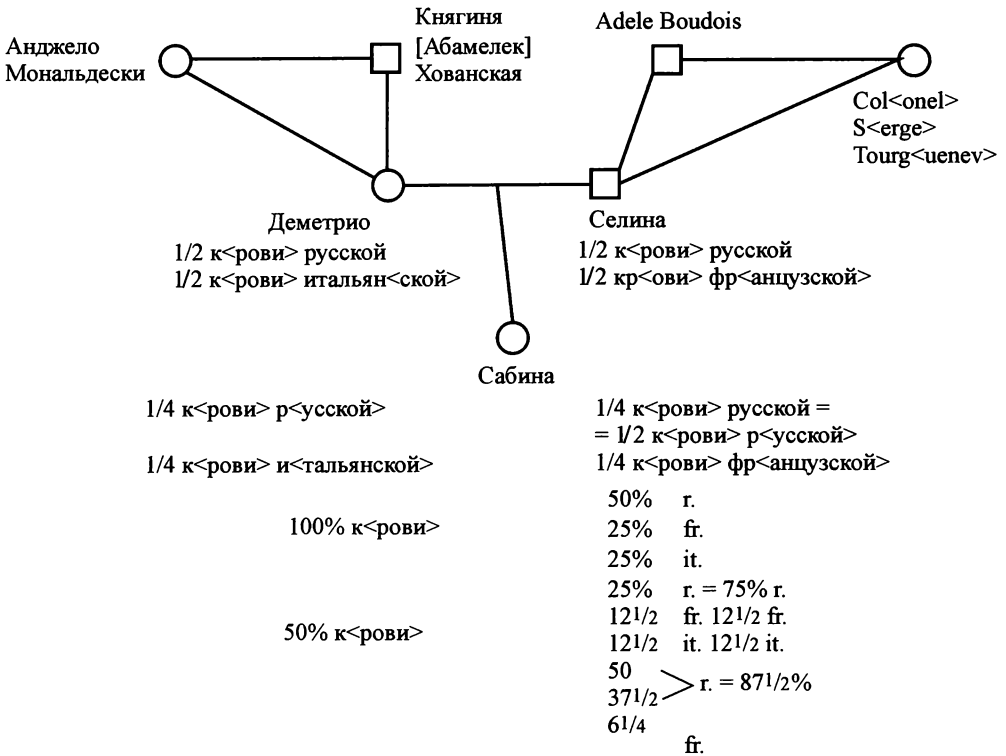 Анджело
Мональдески
Княгиня
[Абамелек]
Хованская
Adele Boudois
Col<onel>
S<erge>
Tourg<uenev>
Деметрио
1/2 к<рови> русской
1/2 к<рови> итальян<ской>
Селина
1/2 к<рови> русской
1/2 кр<ови> фр<анцузской>
Сабина
1/4 к<рови> р<усской>
1/4 к<рови> русской =
= 1/2 к<рови> р<усской>
1/4 к<рови> и<тальянской>
1/4 к<рови> фр<анцузской>
100% к<рови>
50% r.
25% fr.
25% it.
50% к<рови>
25% r. = 75% r.
12 1/2 fr. 12 1/2 fr.
12 1/2 it. 12 1/2 it.
50
37 1/2
r. = 87 1/2%
6 1/4
fr.